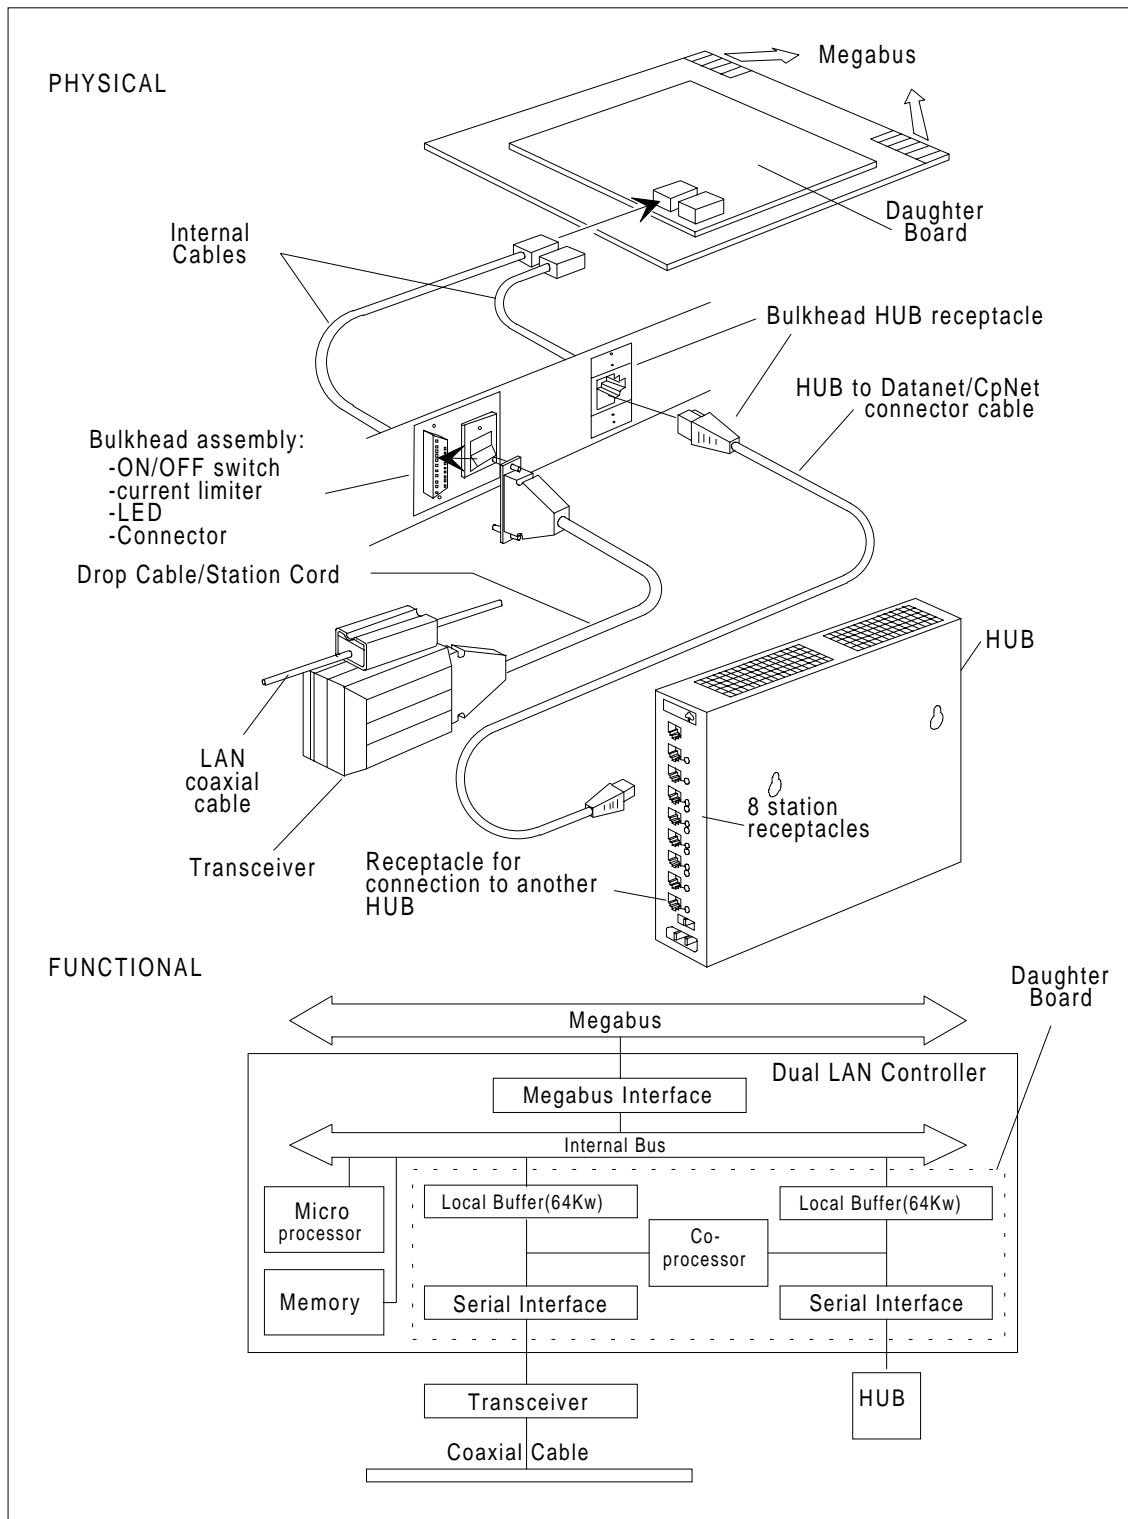 PHYSICAL
Megabus
Daughter
Board
Internal
Cables
Bulkhead HUB receptacle
HUB to Datanet/CpNet
connector cable
Bulkhead assembly:
-ON/OFF switch
-current limiter
-LED
-Connector
Drop Cable/Station Cord
HUB
LAN
coaxial
cable
8 station
receptacles
Transceiver
Receptacle for
connection to another
HUB
FUNCTIONAL
Daughter
Board
Megabus
Dual LAN Controller
Megabus Interface
Internal Bus
Local Buffer(64Kw)
Local Buffer(64Kw)
Micro
processor
Co-
processor
Memory
Serial Interface
Serial Interface
Transceiver
HUB
Coaxial Cable